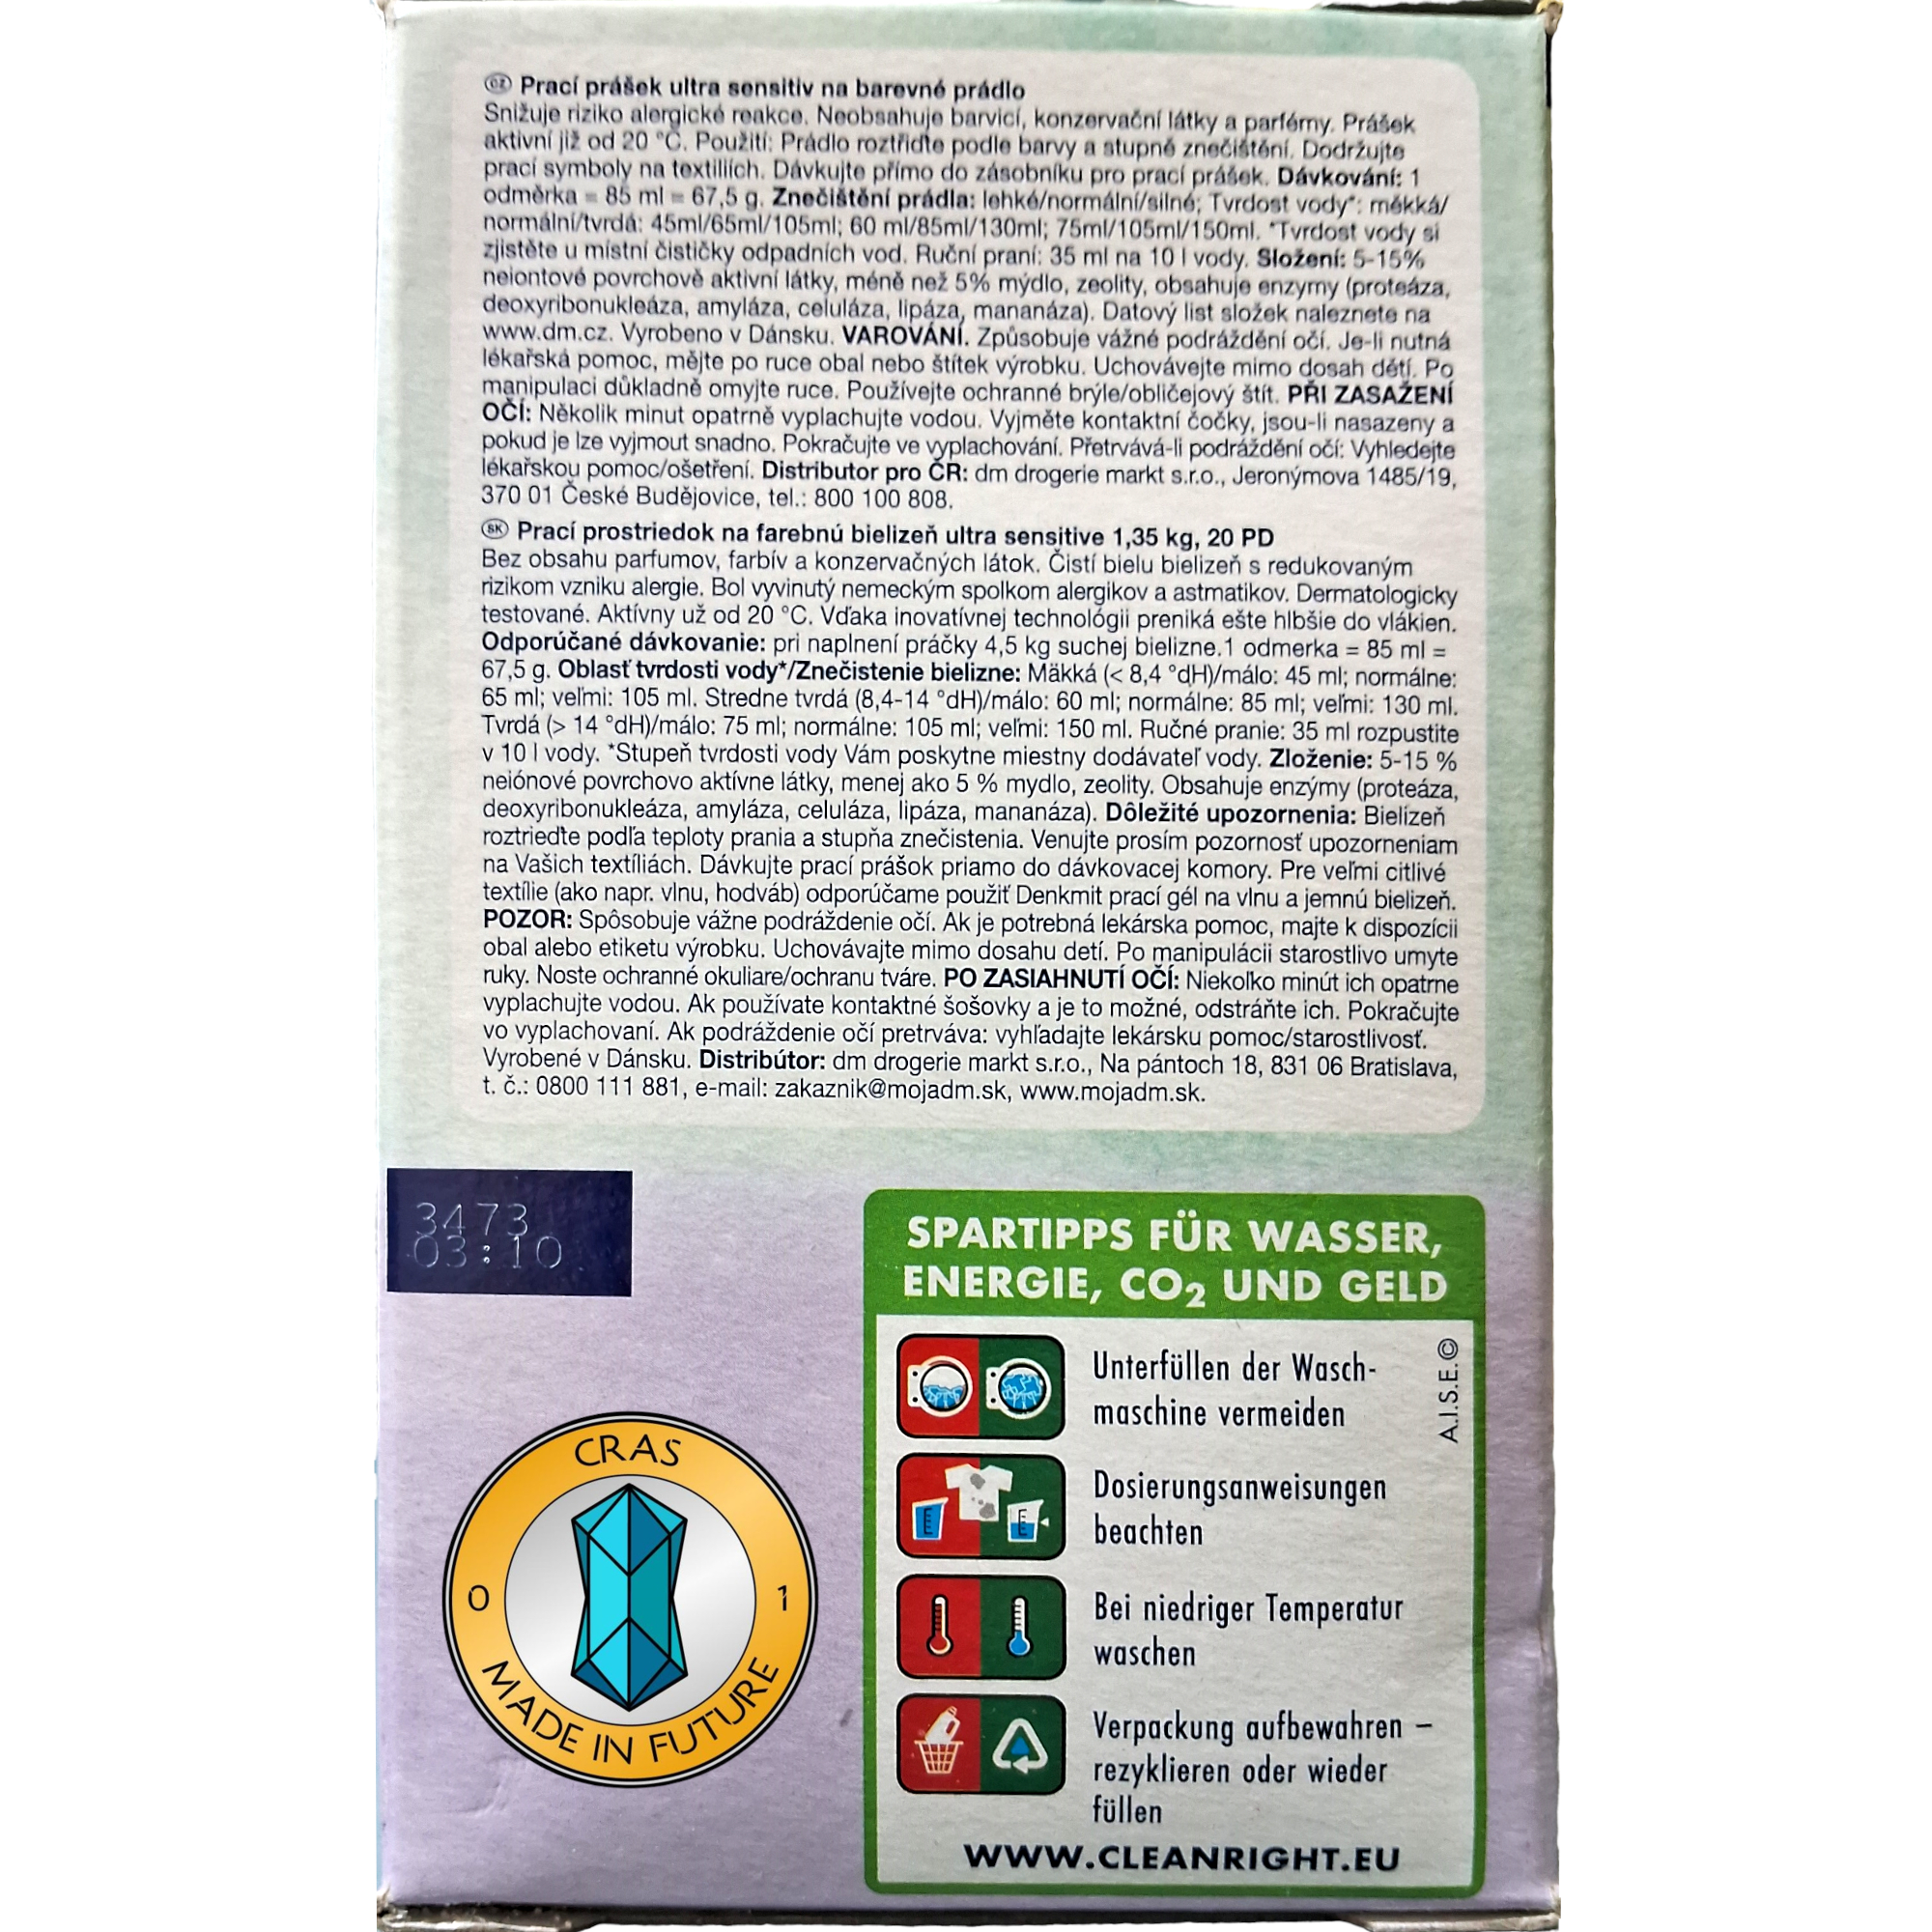 CZ Prací prášek ultra sensitiv na barevné prádlo
Snižuje riziko alergické reakce. Neobsahuje barvicí, konzervační látky a parfémy. Prášek
aktivní již od 20 °C. Použití: Prádlo roztřiďte podle barvy a stupně znečištění. Dodržujte
prací symboly na textiliích. Dávkujte přímo do zásobníku pro prací prášek. Dávkování: 1
odměrka = 85 ml = 67,5 g. Znečištění prádla: lehké/normální/silné; Tvrdost vody*: měkká/
normální/tvrdá: 45ml/65ml/105ml; 60 ml/85ml/130ml; 75ml/105ml/150ml. *Tvrdost vody si
zjistěte u místní čističky odpadních vod. Ruční praní: 35 ml na 10 l vody. Složení: 5-15%
neiontové povrchově aktivní látky, méně než 5% mýdlo, zeolity, obsahuje enzymy (proteáza,
deoxyribonukleáza, amyláza, celuláza, lipáza, mananáza). Datový list složek naleznete na
www.dm.cz. Vyrobeno v Dánsku. VAROVÁNÍ. Způsobuje vážné podráždění očí. Je-li nutná
lékařská pomoc, mějte po ruce obal nebo štítek výrobku. Uchovávejte mimo dosah dětí. Po
manipulaci důkladně omyjte ruce. Používejte ochranné brýle/obličejový štít. PŘI ZASAŽENÍ
OČÍ: Několik minut opatrně vyplachujte vodou. Vyjměte kontaktní čočky, jsou-li nasazeny a
pokud je lze vyjmout snadno. Pokračujte ve vyplachování. Přetrvává-li podráždění očí: Vyhledejte
lékařskou pomoc/ošetření. Distributor pro ČR: dm drogerie markt s.r.o., Jeronýmova 1485/19,
370 01 České Budějovice, tel.: 800 100 808.
SK Prací prostriedok na farebnú bielizeň ultra sensitive 1,35 kg, 20 PD
Bez obsahu parfumov, farbív a konzervačných látok. Čistí bielu bielizeň s redukovaným
rizikom vzniku alergie. Bol vyvinutý nemeckým spolkom alergikov a astmatikov. Dermatologicky
testované. Aktívny už od 20 °C. Vďaka inovatívnej technológii preniká ešte hlbšie do vlákien.
Odporúčané dávkovanie: pri naplnení práčky 4,5 kg suchej bielizne.1 odmerka = 85 ml =
67,5 g. Oblasť tvrdosti vody*/Znečistenie bielizne: Mäkká (< 8,4 °dH)/málo: 45 ml; normálne:
65 ml; veľmi: 105 ml. Stredne tvrdá (8,4-14 °dH)/málo: 60 ml; normálne: 85 ml; veľmi: 130 ml.
Tvrdá (> 14 °dH)/málo: 75 ml; normálne: 105 ml; veľmi: 150 ml. Ručné pranie: 35 ml rozpustite
v 10 l vody. *Stupeň tvrdosti vody Vám poskytne miestny dodávateľ vody. Zloženie: 5-15 %
neiónové povrchovo aktívne látky, menej ako 5 % mydlo, zeolity. Obsahuje enzýmy (proteáza,
deoxyribonukleáza, amyláza, celuláza, lipáza, mananáza). Dôležité upozornenia: Bielizeň
roztrieďte podľa teploty prania a stupňa znečistenia. Venujte prosím pozornosť upozorneniam
na Vašich textíliách. Dávkujte prací prášok priamo do dávkovacej komory. Pre veľmi citlivé
textílie (ako napr. vlnu, hodváb) odporúčame použiť Denkmit prací gél na vlnu a jemnú bielizeň.
POZOR: Spôsobuje vážne podráždenie očí. Ak je potrebná lekárska pomoc, majte k dispozícii
obal alebo etiketu výrobku. Uchovávajte mimo dosahu detí. Po manipulácii starostlivo umyte
ruky. Noste ochranné okuliare/ochranu tváre. PO ZASIAHNUTÍ OČÍ: Niekoľko minút ich opatrne
vyplachujte vodou. Ak používate kontaktné šošovky a je to možné, odstráňte ich. Pokračujte
vo vyplachovaní. Ak podráždenie očí pretrváva: vyhľadajte lekársku pomoc/starostlivosť.
Vyrobené v Dánsku. Distribútor: dm drogerie markt s.r.o., Na pántoch 18, 831 06 Bratislava,
t. č.: 0800 111 881, e-mail: zakaznik@mojadm.sk, www.mojadm.sk.
3473
03:10
CRAS
0 1
MADE IN FUTURE
SPARTIPPS FÜR WASSER,
ENERGIE, CO2 UND GELD
Unterfüllen der Wasch-
maschine vermeiden
A.I.S.E.©
Dosierungsanweisungen
beachten
Bei niedriger Temperatur
waschen
Verpackung aufbewahren –
rezyklieren oder wieder
füllen
WWW.CLEANRIGHT.EU